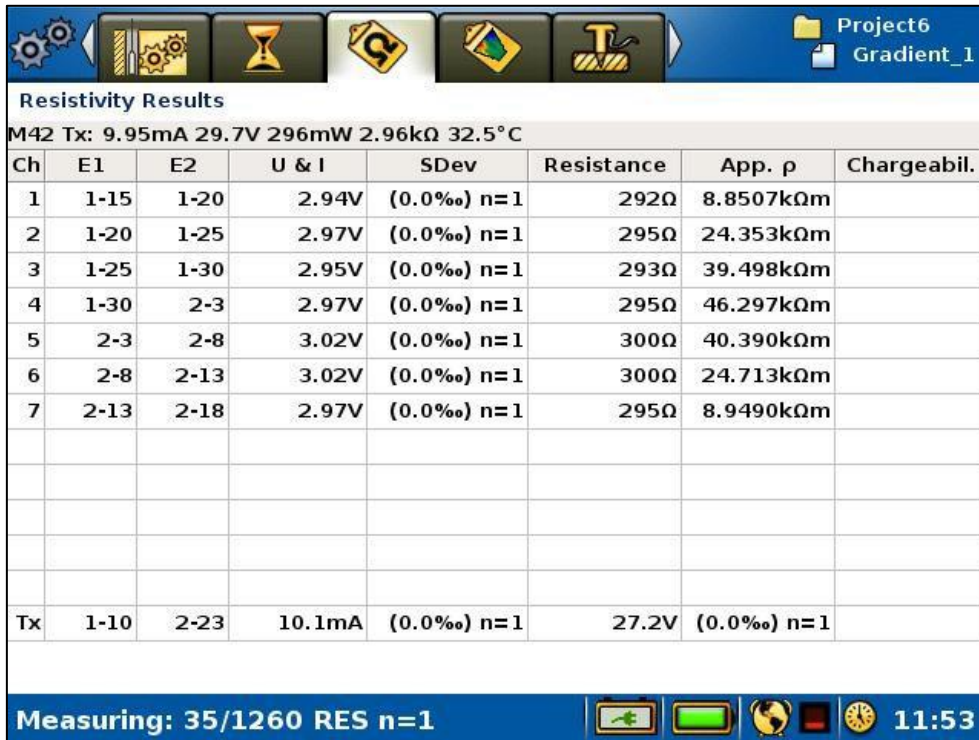 Project6
Gradient_1
Resistivity Results
M42 Tx: 9.95mA 29.7V 296mW 2.96kΩ 32.5°C
Ch E1 E2 U & I SDev Resistance App. ρ Chargeabil.
1 1-15 1-20 2.94V (0.0‰) n=1 292Ω 8.8507kΩm
2 1-20 1-25 2.97V (0.0‰) n=1 295Ω 24.353kΩm
3 1-25 1-30 2.95V (0.0‰) n=1 293Ω 39.498kΩm
4 1-30 2-3 2.97V (0.0‰) n=1 295Ω 46.297kΩm
5 2-3 2-8 3.02V (0.0‰) n=1 300Ω 40.390kΩm
6 2-8 2-13 3.02V (0.0‰) n=1 300Ω 24.713kΩm
7 2-13 2-18 2.97V (0.0‰) n=1 295Ω 8.9490kΩm
Tx 1-10 2-23 10.1mA (0.0‰) n=1 27.2V (0.0‰) n=1
Measuring: 35/1260 RES n=1 11:53